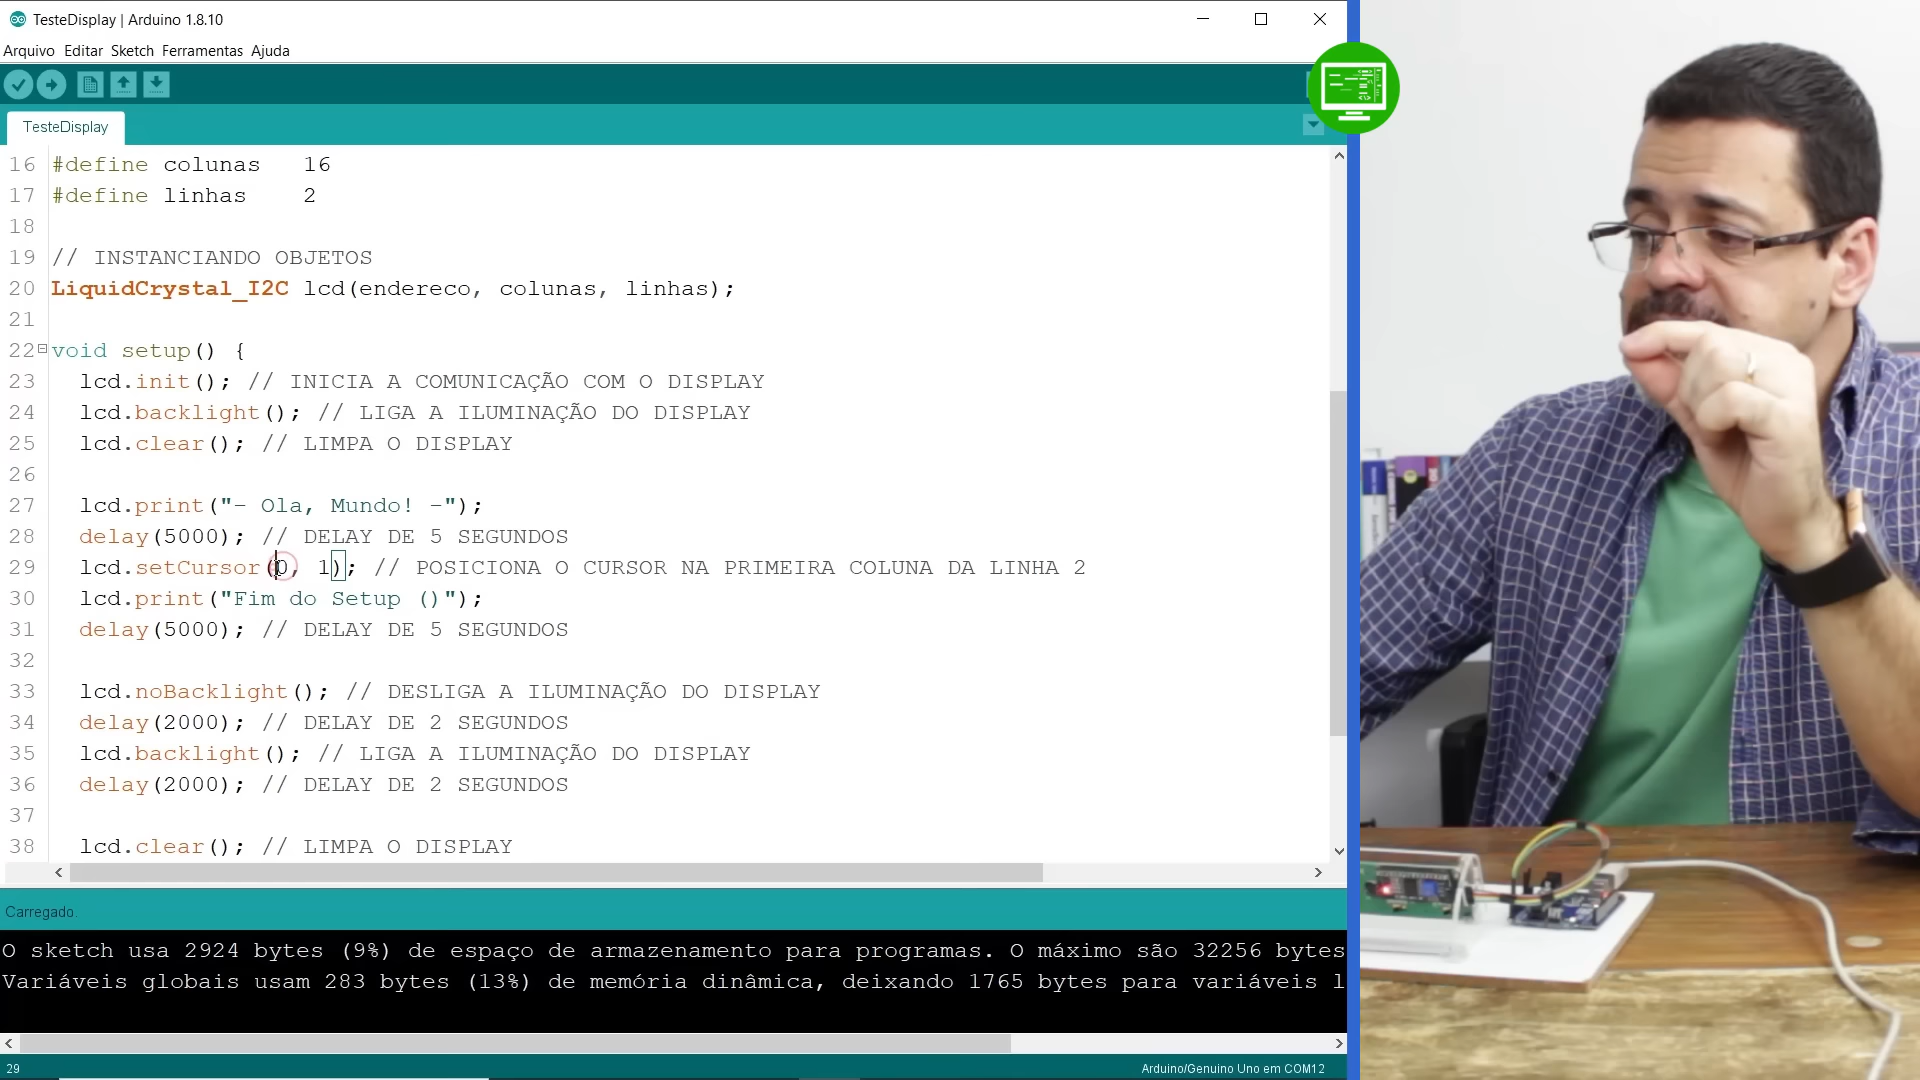 TesteDisplay | Arduino 1.8.10
Arquivo Editar Sketch Ferramentas Ajuda
TesteDisplay
16 #define colunas 16
17 #define linhas 2
18
19 // INSTANCIANDO OBJETOS
20 LiquidCrystal_I2C lcd(endereco, colunas, linhas);
21
22 void setup() {
23 lcd.init(); // INICIA A COMUNICAÇÃO COM O DISPLAY
24 lcd.backlight(); // LIGA A ILUMINAÇÃO DO DISPLAY
25 lcd.clear(); // LIMPA O DISPLAY
26
27 lcd.print("- Ola, Mundo! -");
28 delay(5000); // DELAY DE 5 SEGUNDOS
29 lcd.setCursor(0, 1); // POSICIONA O CURSOR NA PRIMEIRA COLUNA DA LINHA 2
30 lcd.print("Fim do Setup ()");
31 delay(5000); // DELAY DE 5 SEGUNDOS
32
33 lcd.noBacklight(); // DESLIGA A ILUMINAÇÃO DO DISPLAY
34 delay(2000); // DELAY DE 2 SEGUNDOS
35 lcd.backlight(); // LIGA A ILUMINAÇÃO DO DISPLAY
36 delay(2000); // DELAY DE 2 SEGUNDOS
37
38 lcd.clear(); // LIMPA O DISPLAY
Carregado.
O sketch usa 2924 bytes (9%) de espaço de armazenamento para programas. O máximo são 32256 bytes
Variáveis globais usam 283 bytes (13%) de memória dinâmica, deixando 1765 bytes para variáveis l
29
Arduino/Genuino Uno em COM12